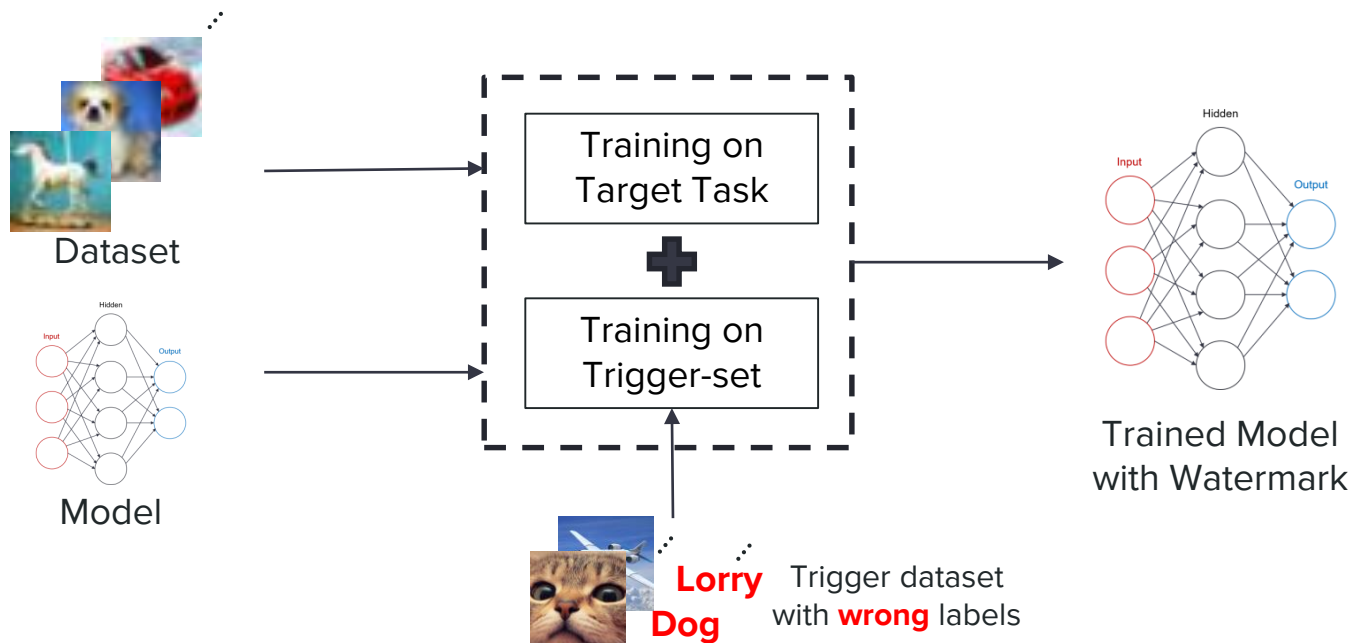 Dataset
Hidden
Input
Output
Model
Training on
Target Task
Training on
Trigger-set
Lorry
Dog
Trigger dataset
with wrong labels
Hidden
Input
Output
Trained Model
with Watermark